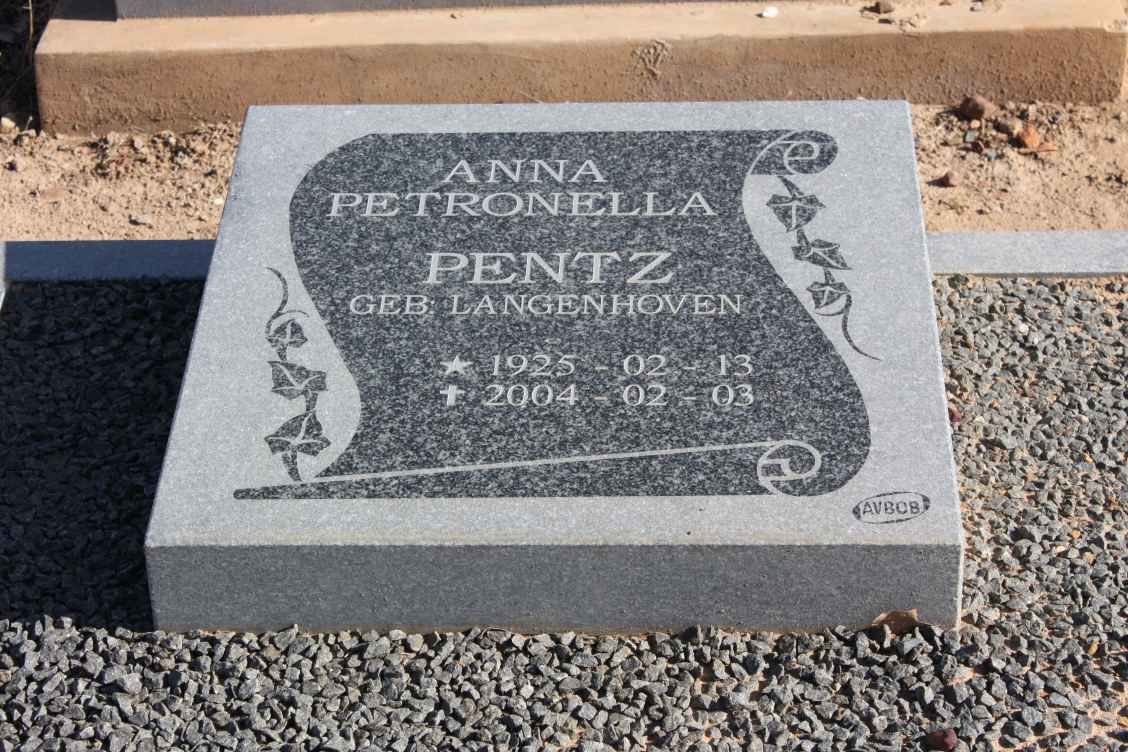 ANNA
PETRONELLA
PENTZ
GEB. LANGENHOVEN
★ 1925 - 02 - 13
✝ 2004 - 02 - 03
AVBOB